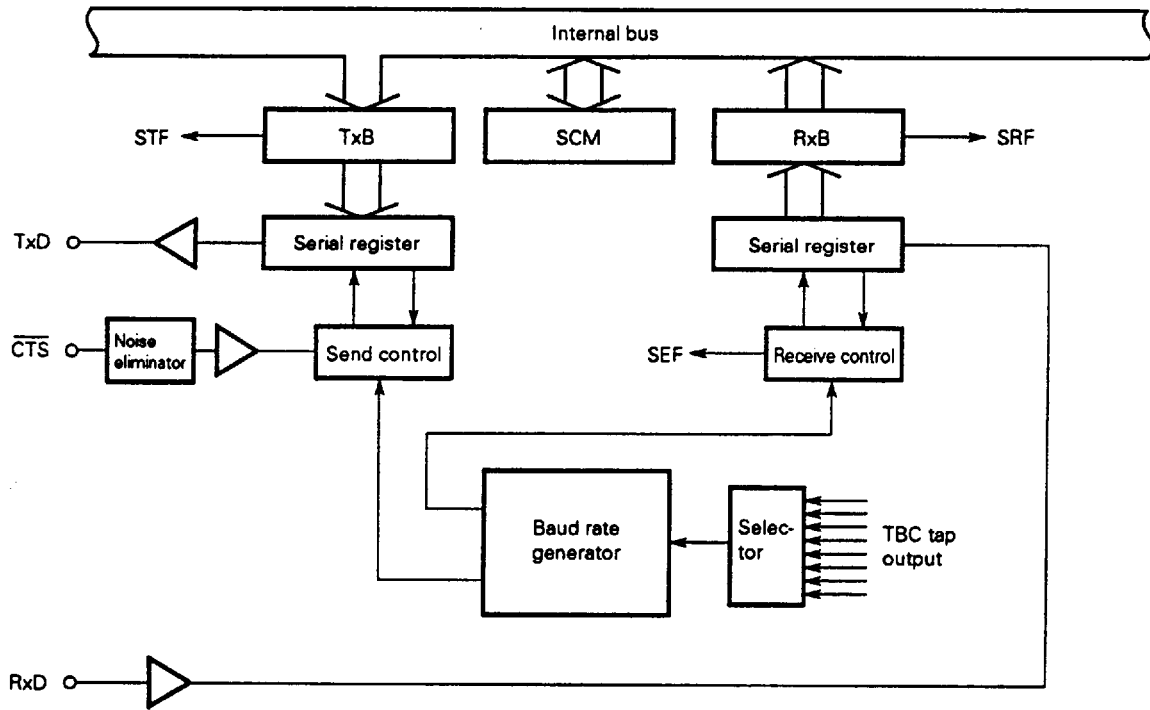 Internal bus
STF
TxB
SCM
RxB
SRF
TxD
Serial register
Serial register
CTS
Noise
eliminator
Send control
SEF
Receive control
Baud rate
generator
Selec-
tor
TBC tap
output
RxD